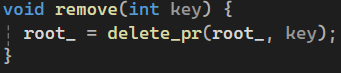 void remove(int key) {
  root_ = delete_pr(root_, key);
}